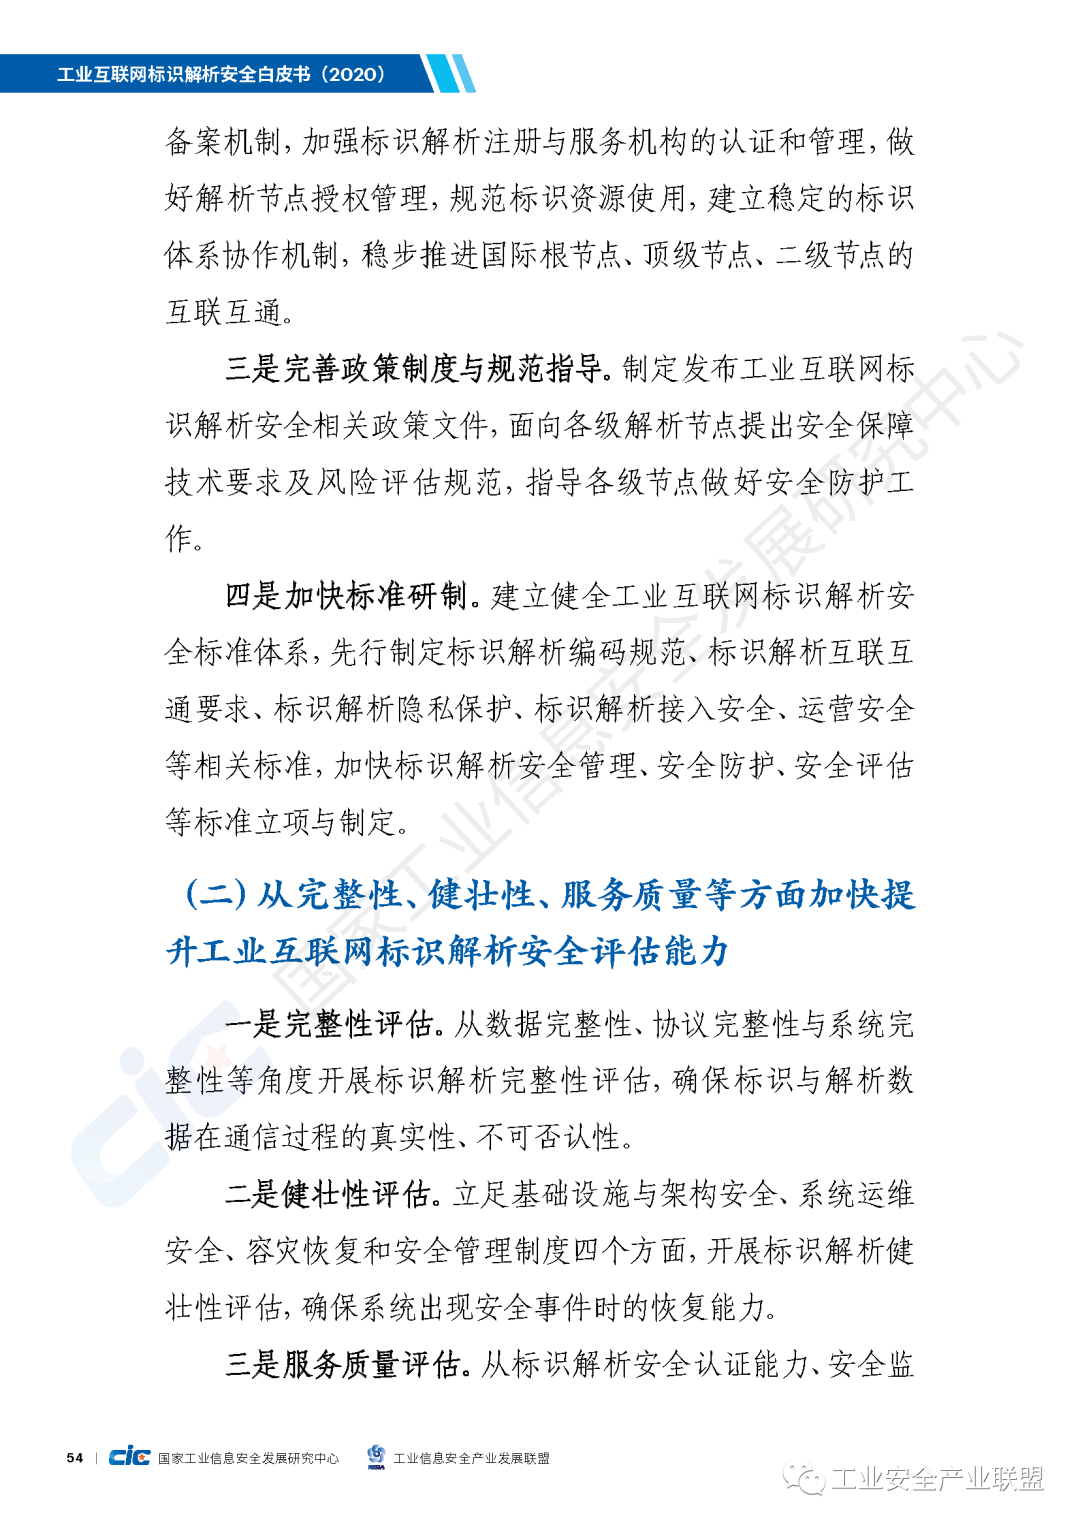 工业互联网标识解析安全白皮书（2020）
备案机制，加强标识解析注册与服务机构的认证和管理，做
好解析节点授权管理，规范标识资源使用，建立稳定的标识
体系协作机制，稳步推进国际根节点、顶级节点、二级节点的
互联互通。
三是完善政策制度与规范指导。制定发布工业互联网标
识解析安全相关政策文件，面向各级解析节点提出安全保障
技术要求及风险评估规范，指导各级节点做好安全防护工
作。
四是加快标准研制。建立健全工业互联网标识解析安
全标准体系，先行制定标识解析编码规范、标识解析互联互
通要求、标识解析隐私保护、标识解析接入安全、运营安全
等相关标准，加快标识解析安全管理、安全防护、安全评估
等标准立项与制定。
（二）从完整性、健壮性、服务质量等方面加快提
升工业互联网标识解析安全评估能力
一是完整性评估。从数据完整性、协议完整性与系统完
整性等角度开展标识解析完整性评估，确保标识与解析数
据在通信过程的真实性、不可否认性。
二是健壮性评估。立足基础设施与架构安全、系统运维
安全、容灾恢复和安全管理制度四个方面，开展标识解析健
壮性评估，确保系统出现安全事件时的恢复能力。
三是服务质量评估。从标识解析安全认证能力、安全监
国家工业信息安全发展研究中心
cic
54 | cic 国家工业信息安全发展研究中心 NISIA 工业信息安全产业发展联盟
工业安全产业联盟